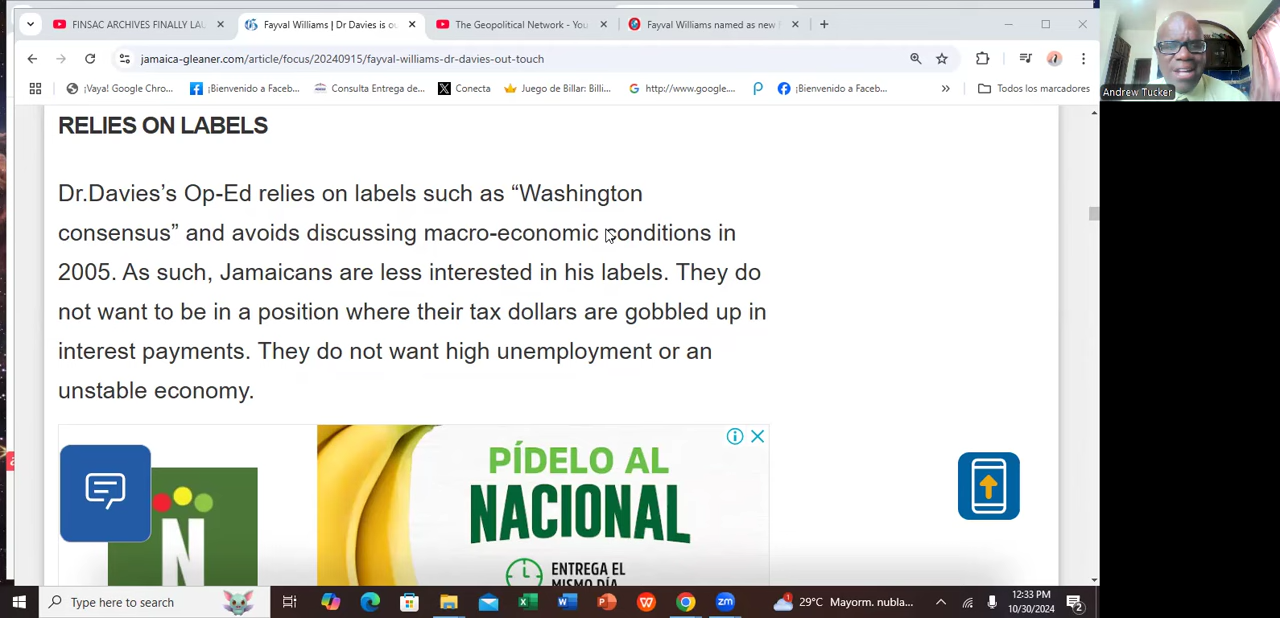 FINSAC ARCHIVES FINALLY LAU
Fayval Williams | Dr Davies is ou
The Geopolitical Network - You
Fayval Williams named as new
jamaica-gleaner.com/article/focus/20240915/fayval-williams-dr-davies-out-touch
¡Vaya! Google Chro...
¡Bienvenido a Faceb...
Consulta Entrega de...
Conecta
Juego de Billar: Billi...
http://www.google....
¡Bienvenido a Faceb...
»
Todos los marcadores
Andrew Tucker
RELIES ON LABELS
Dr.Davies’s Op-Ed relies on labels such as “Washington
consensus” and avoids discussing macro-economic conditions in
2005. As such, Jamaicans are less interested in his labels. They do
not want to be in a position where their tax dollars are gobbled up in
interest payments. They do not want high unemployment or an
unstable economy.
PÍDELO AL
NACIONAL
ENTREGA EL
MISMO DÍA
N
Type here to search
29°C Mayorm. nubla...
12:33 PM
10/30/2024